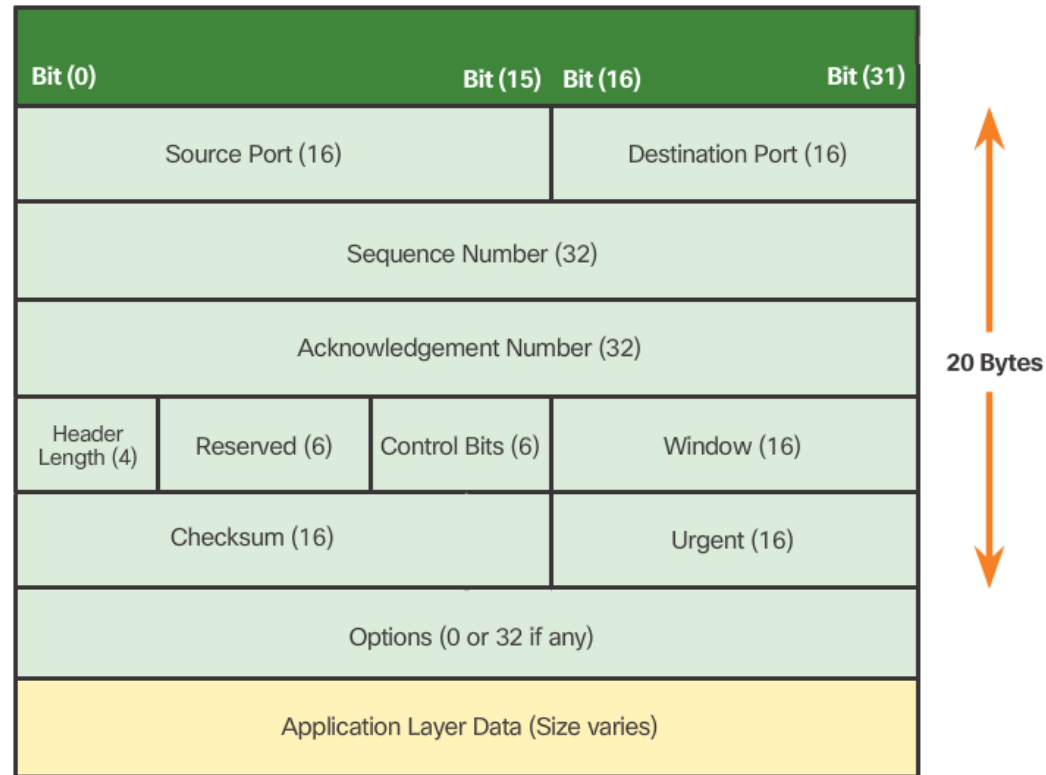 Bit (0) Bit (15) Bit (16) Bit (31)
Source Port (16) Destination Port (16)
Sequence Number (32)
Acknowledgement Number (32)
20 Bytes
Header
Length (4) Reserved (6) Control Bits (6) Window (16)
Checksum (16) Urgent (16)
Options (0 or 32 if any)
Application Layer Data (Size varies)